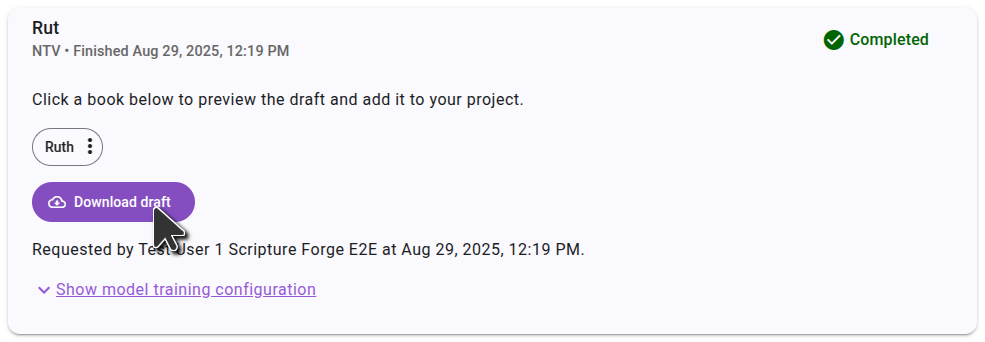 Rut
NTV • Finished Aug 29, 2025, 12:19 PM
Completed
Click a book below to preview the draft and add it to your project.
Ruth
Download draft
Requested by Test User 1 Scripture Forge E2E at Aug 29, 2025, 12:19 PM.
Show model training configuration